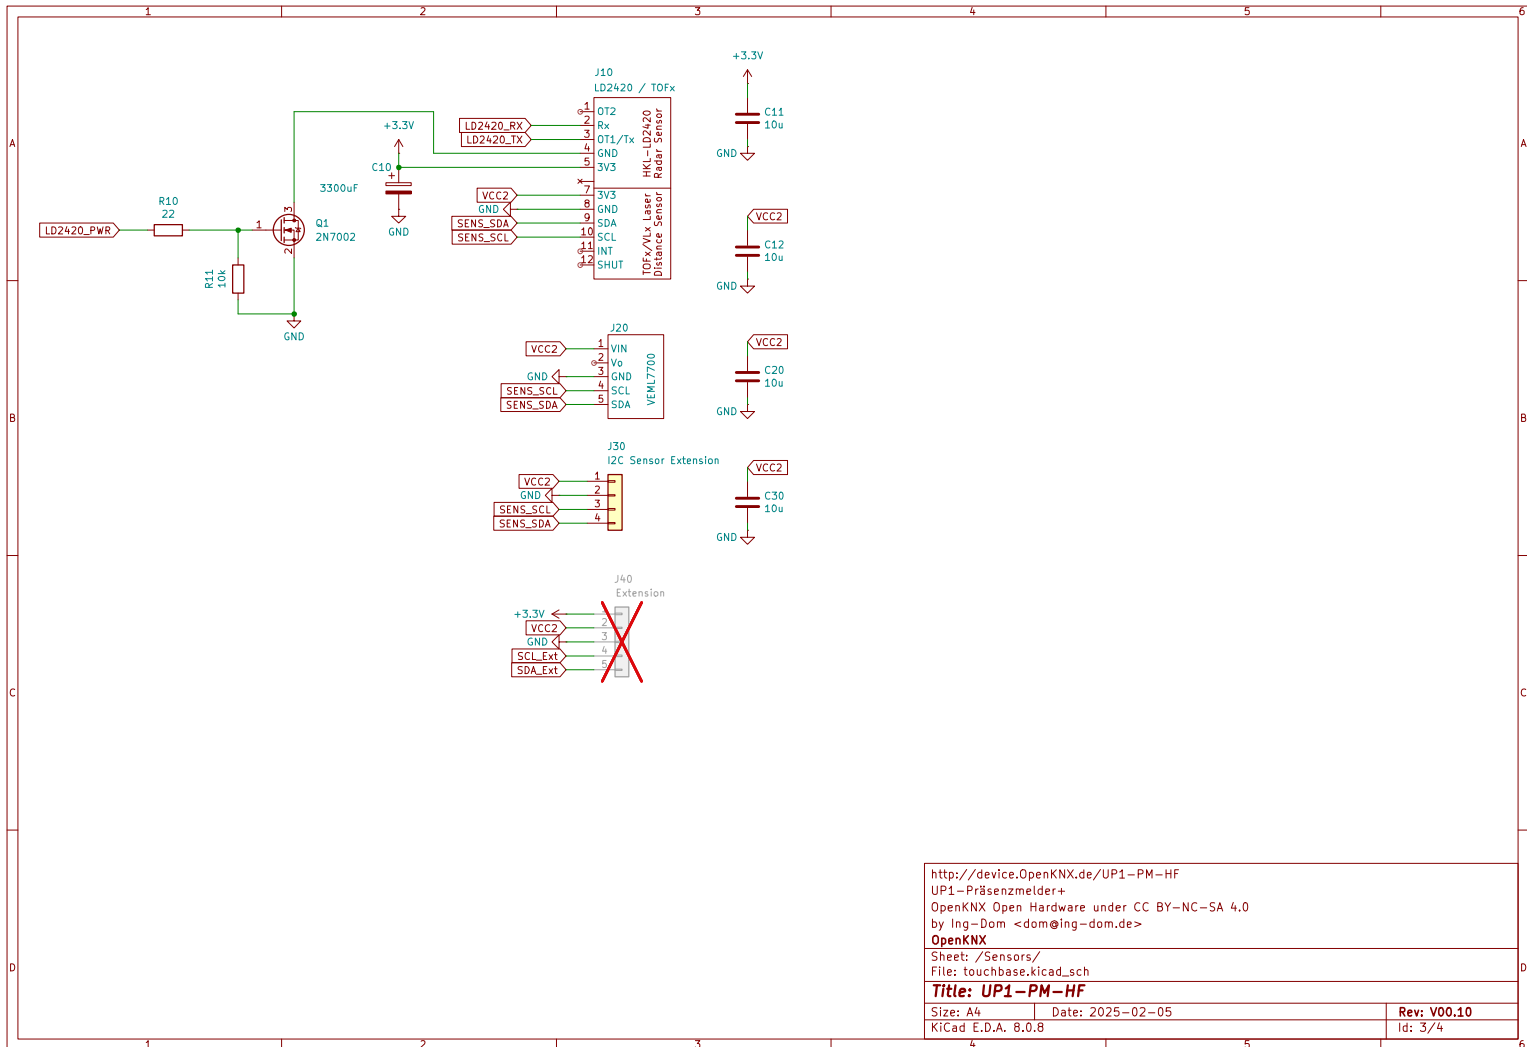 1 2 3 4 5 6
A
B
C
D
A
B
C
D
1 2 3 4 5 6
LD2420_PWR
R10
22
R11
10k
1
3
2
Q1
2N7002
GND
+3.3V
C10
+
3300uF
GND
J10
LD2420 / TOFx
LD2420_RX
LD2420_TX
1 OT2
2 Rx
3 OT1/Tx
4 GND
5 3V3
HKL-LD2420
Radar Sensor
VCC2 7 3V3
GND 8 GND
SENS_SDA 9 SDA
SENS_SCL 10 SCL
11 INT
12 SHUT
TOFx/VLx Laser
Distance Sensor
+3.3V
C11
10u
GND
VCC2
C12
10u
GND
J20
VCC2 1 VIN
2 Vo
GND 3 GND
SENS_SCL 4 SCL
SENS_SDA 5 SDA
VEML7700
VCC2
C20
10u
GND
J30
I2C Sensor Extension
VCC2 1
GND 2
SENS_SCL 3
SENS_SDA 4
VCC2
C30
10u
GND
J40
Extension
+3.3V
VCC2 2
GND 3
SCL_Ext 4
SDA_Ext 5
http://device.OpenKNX.de/UP1-PM-HF
UP1-Präsenzmelder+
OpenKNX Open Hardware under CC BY-NC-SA 4.0
by Ing-Dom <dom@ing-dom.de>
OpenKNX
Sheet: /Sensors/
File: touchbase.kicad_sch
Title: UP1-PM-HF
Size: A4 Date: 2025-02-05 Rev: V00.10
KiCad E.D.A. 8.0.8 Id: 3/4